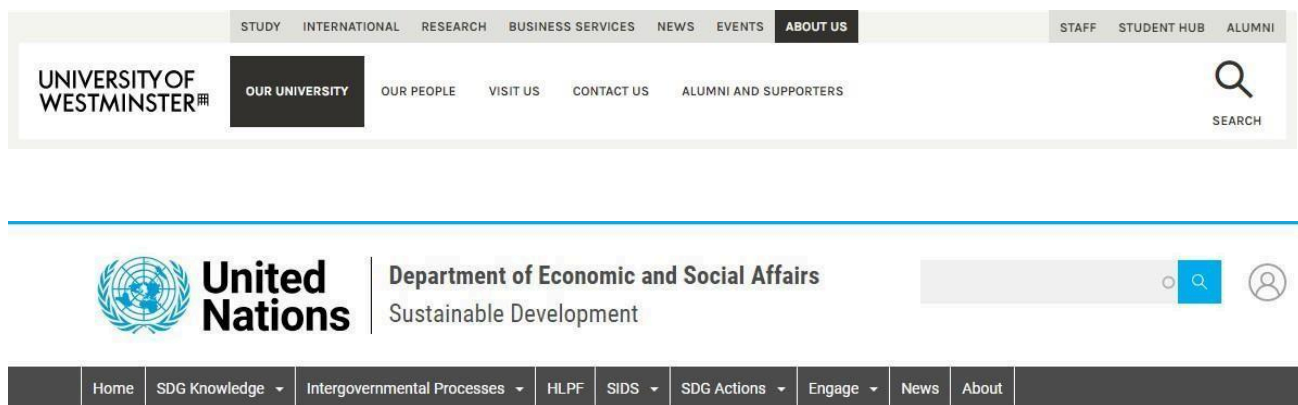 STUDY INTERNATIONAL RESEARCH BUSINESS SERVICES NEWS EVENTS ABOUT US STAFF STUDENT HUB ALUMNI
UNIVERSITY OF
WESTMINSTER
OUR UNIVERSITY OUR PEOPLE VISIT US CONTACT US ALUMNI AND SUPPORTERS
SEARCH
United
Nations
Department of Economic and Social Affairs
Sustainable Development
Home SDG Knowledge Intergovernmental Processes HLPF SIDS SDG Actions Engage News About